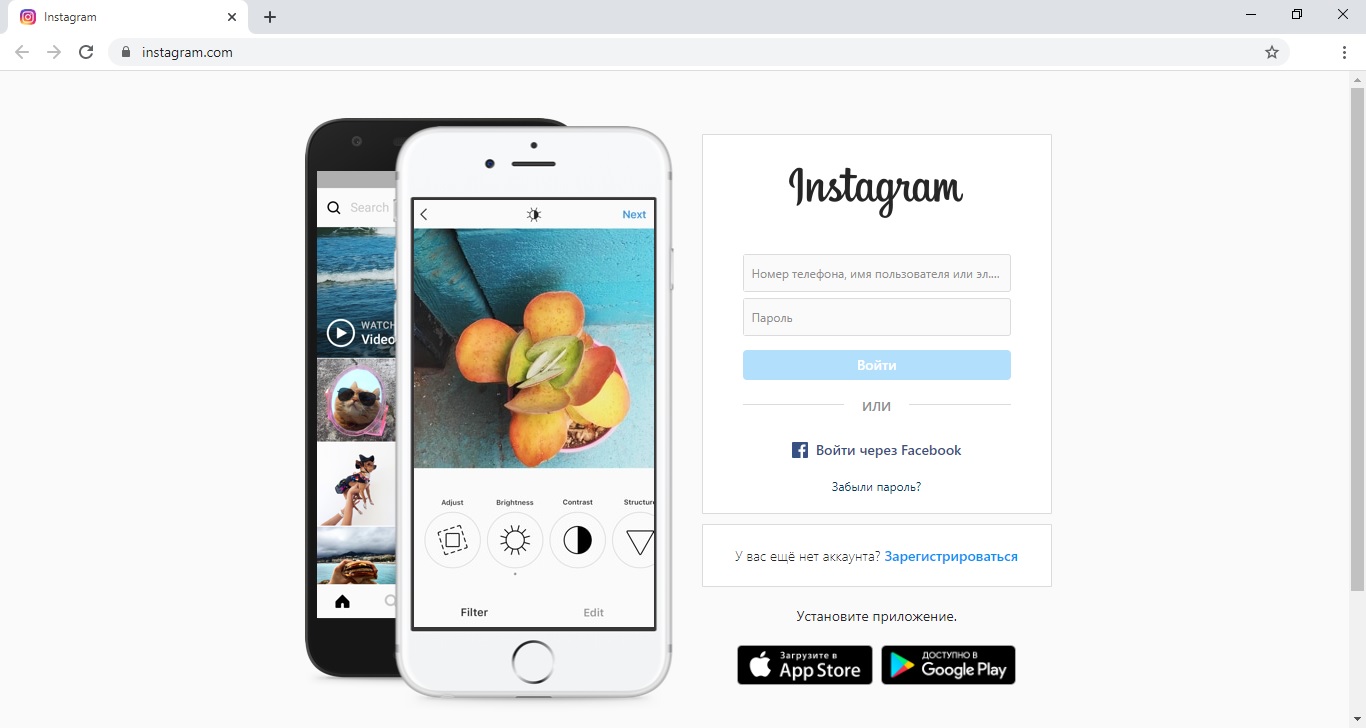 Instagram
instagram.com
Search
WATCH
Video
Next
Adjust
Brightness
Contrast
Structure
Filter
Edit
Instagram
Номер телефона, имя пользователя или эл....
Пароль
Войти
ИЛИ
Войти через Facebook
Забыли пароль?
У вас ещё нет аккаунта? Зарегистрироваться
Установите приложение.
Загрузите в
App Store
ДОСТУПНО В
Google Play